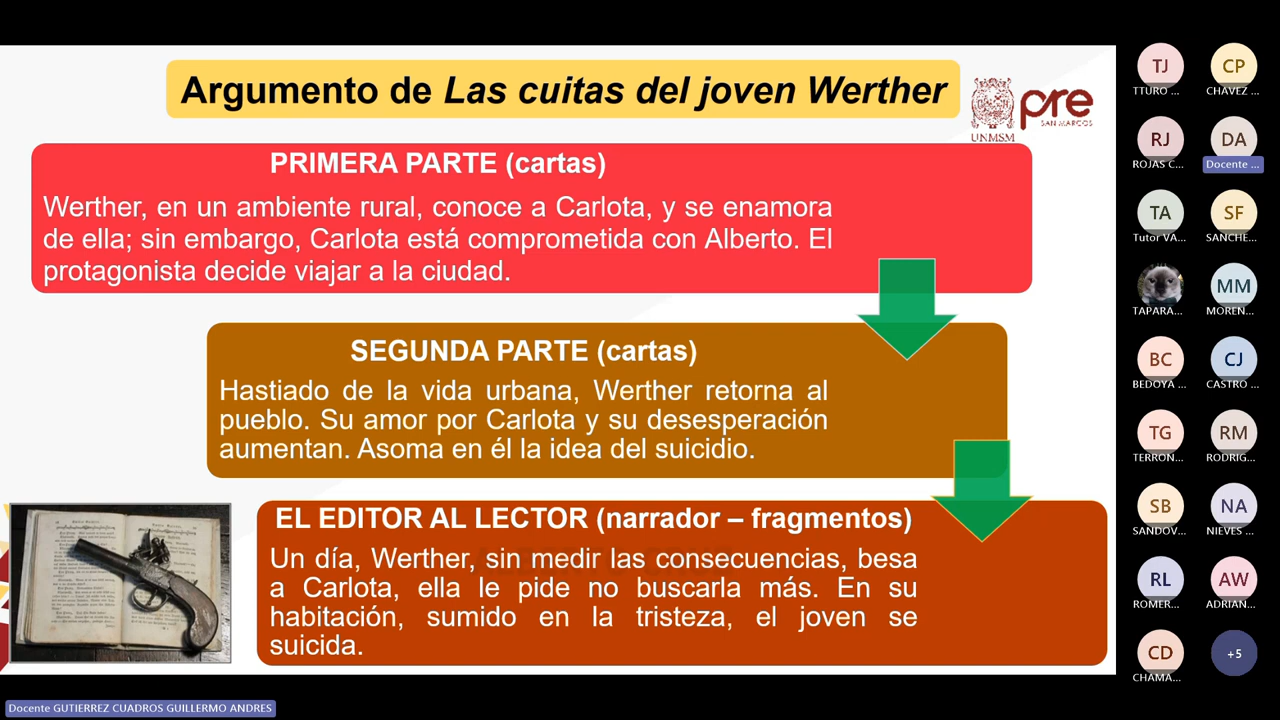 Argumento de Las cuitas del joven Werther
UNMSM
pre
SAN MARCOS
PRIMERA PARTE (cartas)
Werther, en un ambiente rural, conoce a Carlota, y se enamora
de ella; sin embargo, Carlota está comprometida con Alberto. El
protagonista decide viajar a la ciudad.
SEGUNDA PARTE (cartas)
Hastiado de la vida urbana, Werther retorna al
pueblo. Su amor por Carlota y su desesperación
aumentan. Asoma en él la idea del suicidio.
EL EDITOR AL LECTOR (narrador – fragmentos)
Un día, Werther, sin medir las consecuencias, besa
a Carlota, ella le pide no buscarla más. En su
habitación, sumido en la tristeza, el joven se
suicida.
Docente GUTIERREZ CUADROS GUILLERMO ANDRES
TJ
TTURO ...
CP
CHAVEZ ...
RJ
ROJAS C...
DA
Docente ...
TA
Tutor VA...
SF
SANCHE...
TAPARA...
MM
MOREN...
BC
BEDOYA ...
CJ
CASTRO ...
TG
TERRON...
RM
RODRIG...
SB
SANDOV...
NA
NIEVES ...
RL
ROMER...
AW
ADRIAN...
CD
CHAMA...
+5